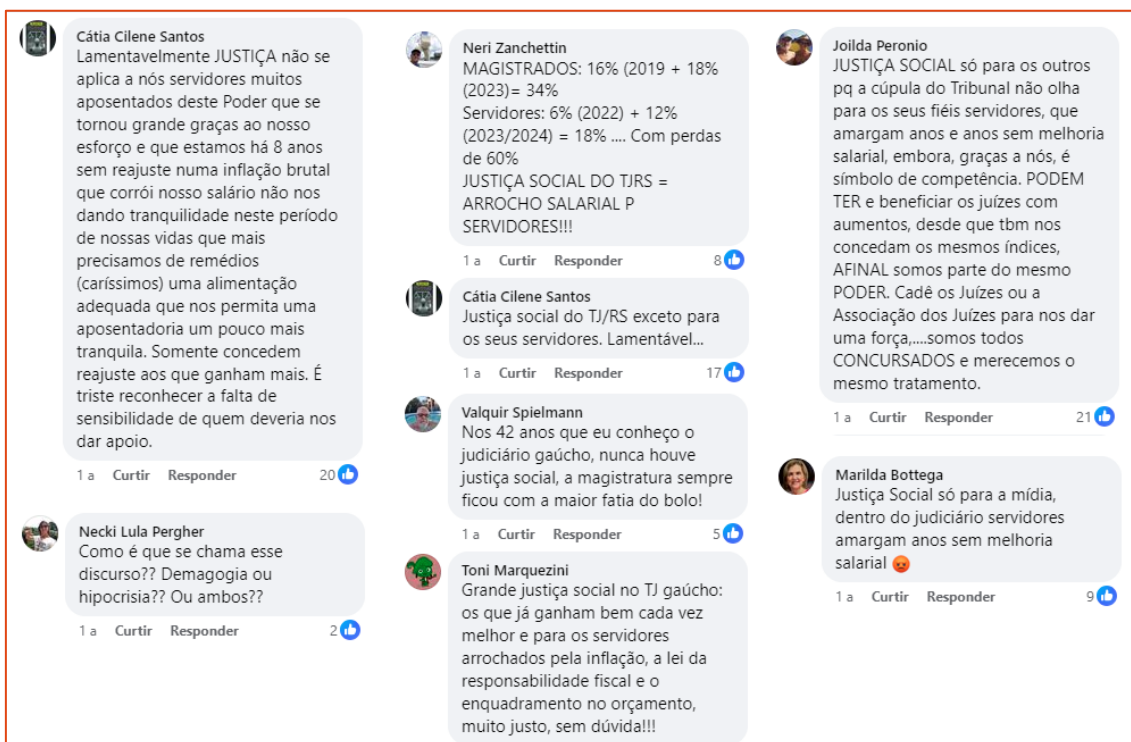 Cátia Cilene Santos
Lamentavelmente JUSTIÇA não se
aplica a nós servidores muitos
aposentados deste Poder que se
tornou grande graças ao nosso
esforço e que estamos há 8 anos
sem reajuste numa inflação brutal
que corrói nosso salário não nos
dando tranquilidade neste período
de nossas vidas que mais
precisamos de remédios
(caríssimos) uma alimentação
adequada que nos permita uma
aposentadoria um pouco mais
tranquila. Somente concedem
reajuste aos que ganham mais. É
triste reconhecer a falta de
sensibilidade de quem deveria nos
dar apoio.
1 a Curtir Responder 20
Necki Lula Pergher
Como é que se chama esse
discurso?? Demagogia ou
hipocrisia?? Ou ambos??
1 a Curtir Responder 2
Neri Zanchettin
MAGISTRADOS: 16% (2019 + 18%
(2023)= 34%
Servidores: 6% (2022) + 12%
(2023/2024) = 18% .... Com perdas
de 60%
JUSTIÇA SOCIAL DO TJRS =
ARROCHO SALARIAL P
SERVIDORES!!!
1 a Curtir Responder 8
Cátia Cilene Santos
Justiça social do TJ/RS exceto para
os seus servidores. Lamentável...
1 a Curtir Responder 17
Valquir Spielmann
Nos 42 anos que eu conheço o
judiciário gaúcho, nunca houve
justiça social, a magistratura sempre
ficou com a maior fatia do bolo!
1 a Curtir Responder 5
Toni Marquezini
Grande justiça social no TJ gaúcho:
os que já ganham bem cada vez
melhor e para os servidores
arrochados pela inflação, a lei da
responsabilidade fiscal e o
enquadramento no orçamento,
muito justo, sem dúvida!!!
Joilda Peronio
JUSTIÇA SOCIAL só para os outros
pq a cúpula do Tribunal não olha
para os seus fiéis servidores, que
amargam anos e anos sem melhoria
salarial, embora, graças a nós, é
símbolo de competência. PODEM
TER e beneficiar os juízes com
aumentos, desde que tbm nos
concedam os mesmos índices,
AFINAL somos parte do mesmo
PODER. Cadê os Juízes ou a
Associação dos Juízes para nos dar
uma força,....somos todos
CONCURSADOS e merecemos o
mesmo tratamento.
1 a Curtir Responder 21
Marilda Bottega
Justiça Social só para a mídia,
dentro do judiciário servidores
amargam anos sem melhoria
salarial 😡
1 a Curtir Responder 9